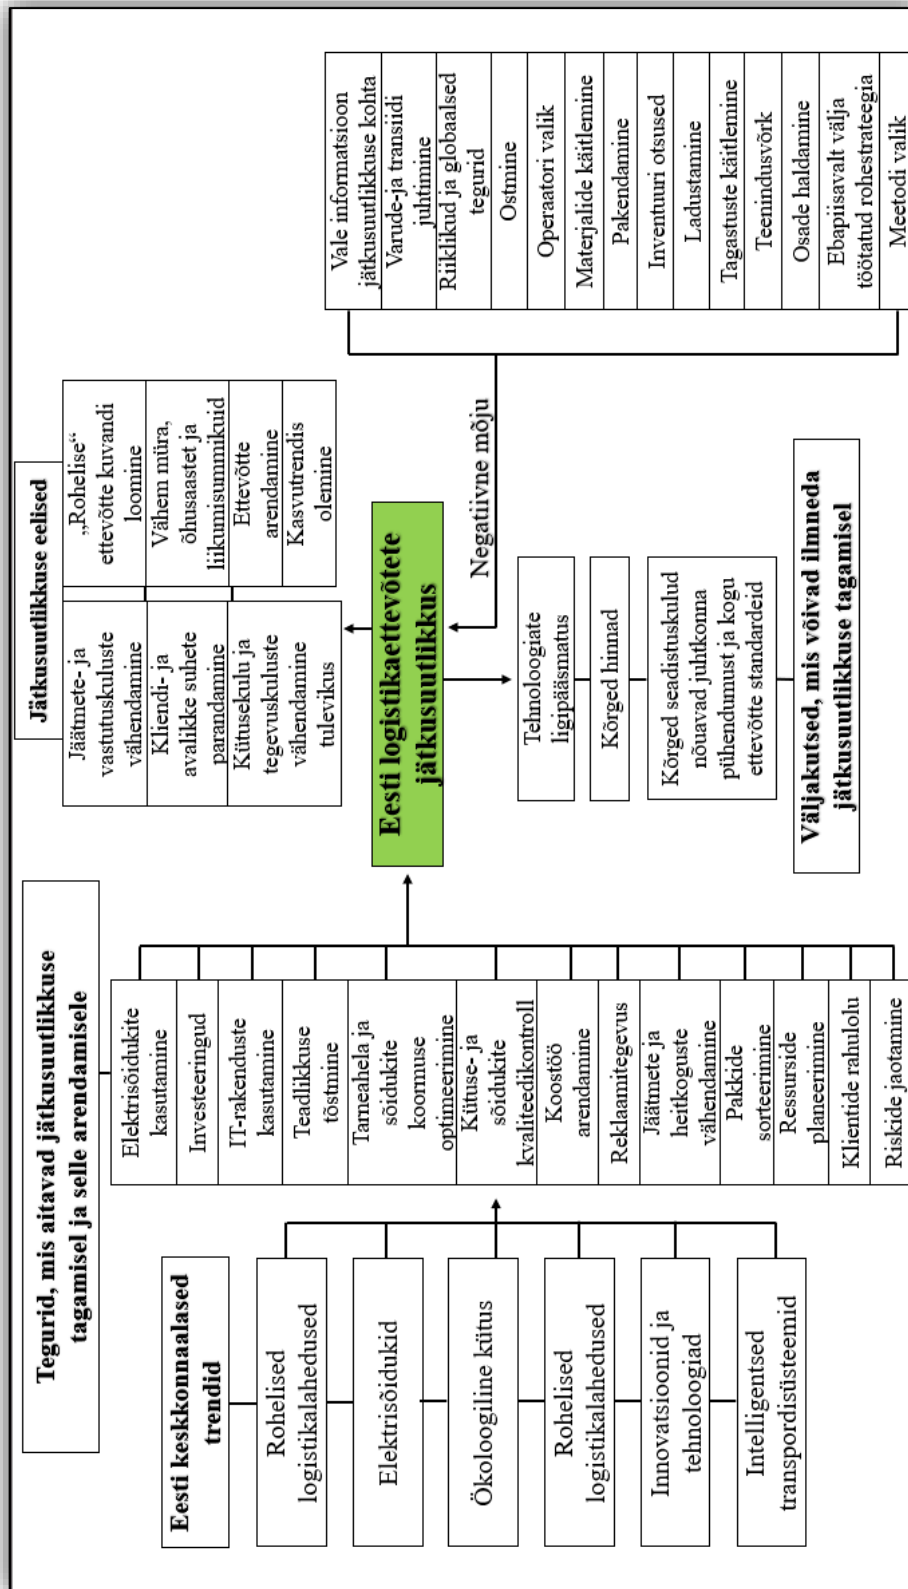 Eesti keskkonnaalased
trendid
Rohelised
logistikalahedused
Elektrisõidukid
Ökoloogiline kütus
Rohelised
logistikalahedused
Innovatsioonid ja
tehnoloogiad
Intelligentsed
transpordisüsteemid
Tegurid, mis aitavad jätkusuutlikkuse
tagamisel ja selle arendamisele
Elektrisõidukite
kasutamine
Investeeringud
IT-rakenduste
kasutamine
Teadlikkuse
tõstmine
Tarneahela ja
sõidukite
koormuse
optimeerimine
Kütuse- ja
sõidukite
kvaliteedikontroll
Koostöö
arendamine
Reklaamitegevus
Jäätmete ja
heitkoguste
vähendamine
Pakkide
sorteerimine
Ressursside
planeerimine
Klientide rahulolu
Riskide jaotamine
Jätkusuutlikkuse eelised
Jäätmete- ja
vastutuskuluste
vähendamine
Kliendi- ja
avalikke suhete
parandamine
Kütusekulu ja
tegevuskuluste
vähendamine
tulevikus
„Rohelise“
ettevõtte kuvandi
loomine
Vähem müra,
õhusaastet ja
liikumisummikuid
Ettevõtte
arendamine
Kasvutrendis
olemine
Eesti logistikaettevõtete
jätkusuutlikkus
Negatiivne mõju
Tehnoloogiate
ligipääsmatus
Kõrged hinnad
Kõrged seadistuskulud
nõuavad juhtkonna
pühendumust ja kogu
ettevõtte standardeid
Väljakutsed, mis võivad ilmneda
jätkusuutlikkuse tagamisel
Vale informatsioon
jätkusuutlikkuse kohta
Varude-ja transiidi
juhtimine
Riiklikud ja globaalsed
tegurid
Ostmine
Operaatori valik
Materjalide käitlemine
Pakendamine
Inventuuri otsused
Ladustamine
Tagastuste käitlemine
Teenindusvõrk
Osade haldamine
Ebapiisavalt välja
töötatud rohestrateegia
Meetodi valik